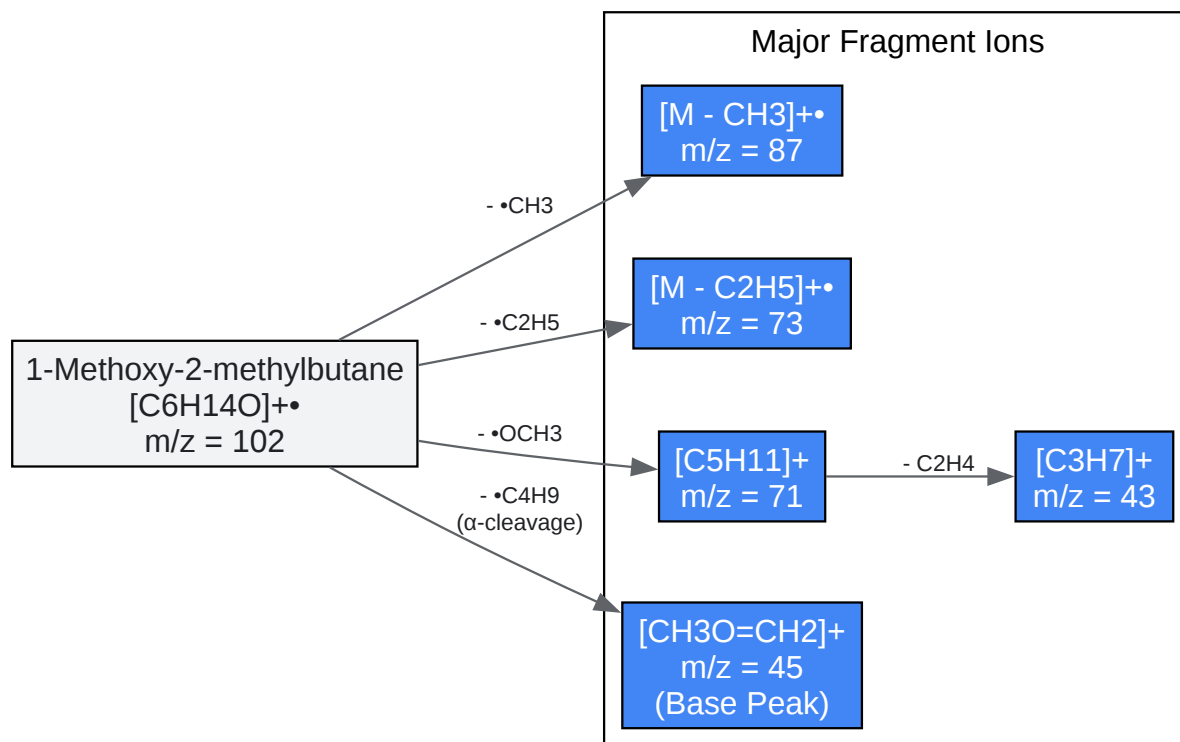 Major Fragment Ions
[M - CH3]+•
m/z = 87
- •CH3
[M - C2H5]+•
m/z = 73
- •C2H5
1-Methoxy-2-methylbutane
[C6H14O]+•
m/z = 102
- •OCH3
[C5H11]+
m/z = 71
- C2H4
[C3H7]+
m/z = 43
- •C4H9
(α-cleavage)
[CH3O=CH2]+
m/z = 45
(Base Peak)